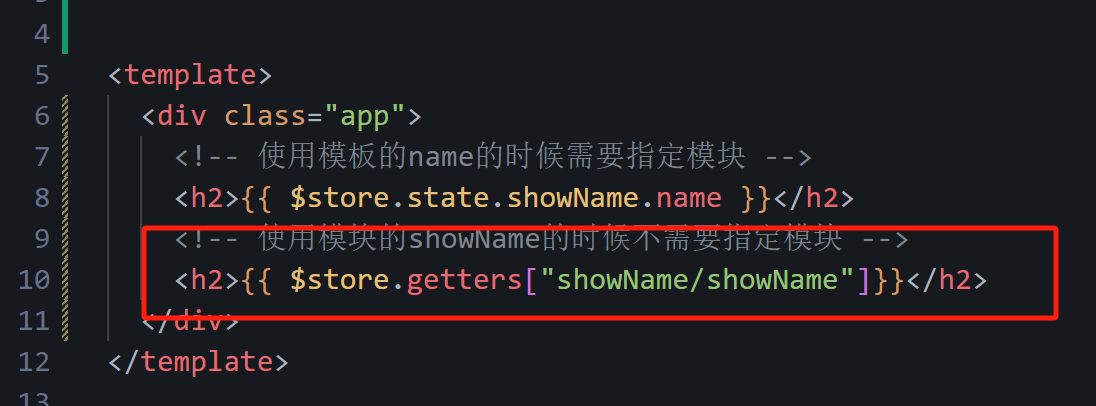 4
5 <template>
6 <div class="app">
7 <!-- 使用模板的name的时候需要指定模块 -->
8 <h2>{{ $store.state.showName.name }}</h2>
9 <!-- 使用模块的showName的时候不需要指定模块 -->
10 <h2>{{ $store.getters["showName/showName"]}}</h2>
11 </div>
12 </template>
13